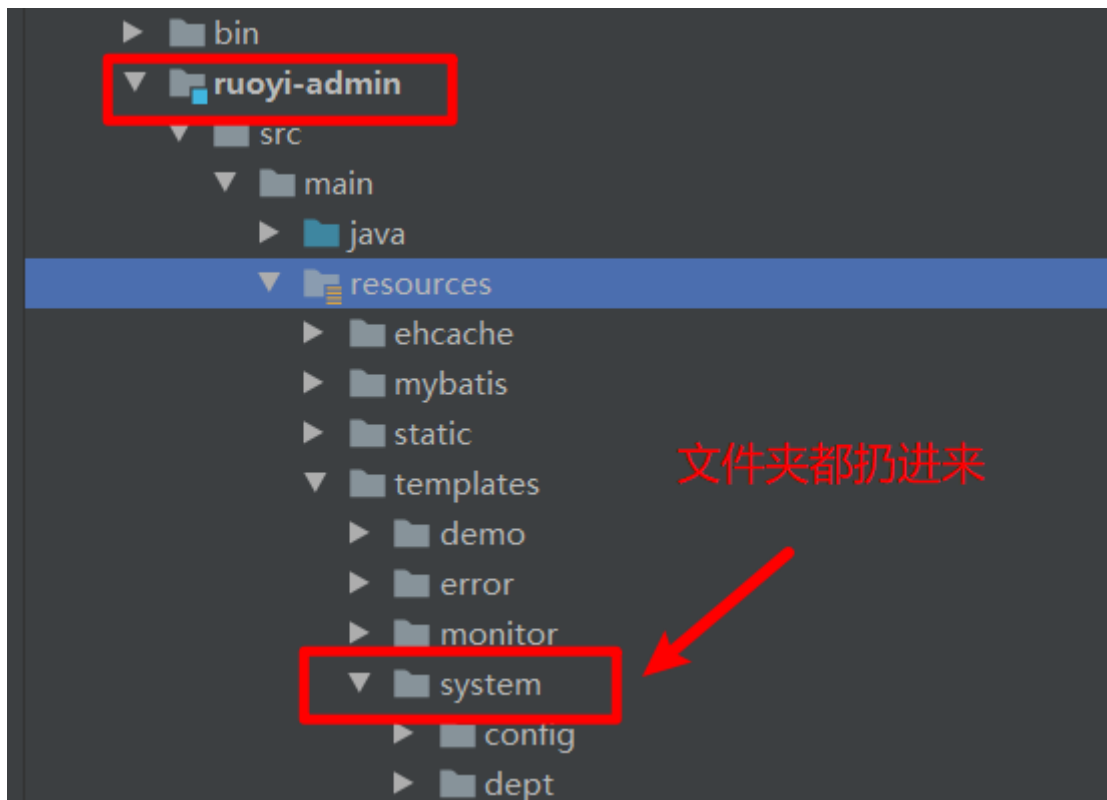 bin
ruoyi-admin
src
main
java
resources
ehcache
mybatis
static
文件夹都扔进来
templates
demo
error
monitor
system
config
dept